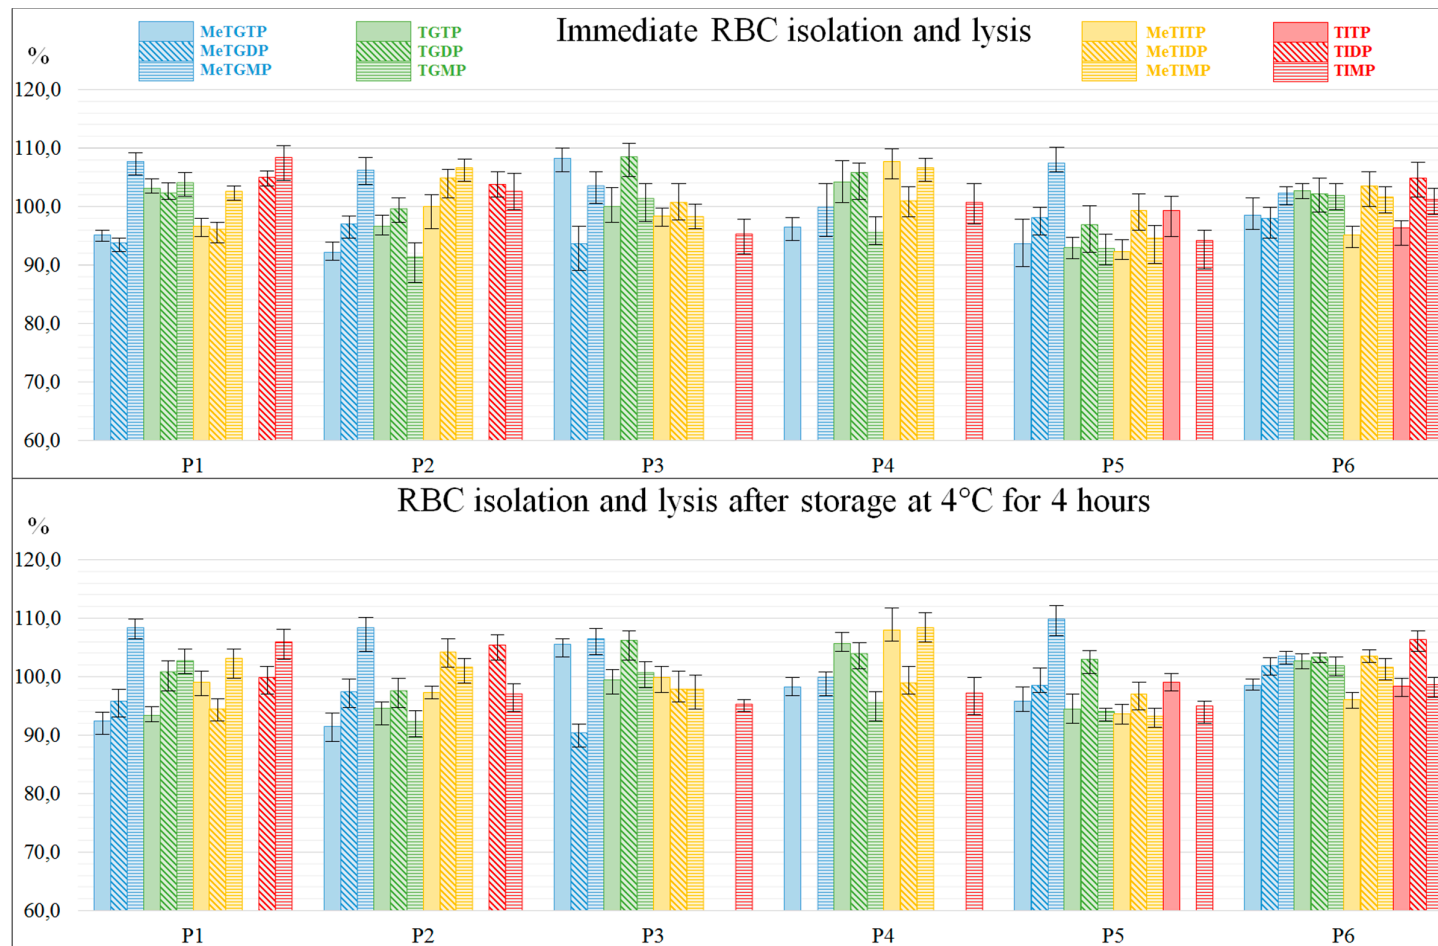 Immediate RBC isolation and lysis
MeTGTP
MeTGDP
MeTGMP
TGTP
TGDP
TGMP
MeTITP
MeTIDP
MeTIMP
TITP
TIDP
TIMP
%
120,0
110,0
100,0
90,0
80,0
70,0
60,0
P1 P2 P3 P4 P5 P6
RBC isolation and lysis after storage at 4°C for 4 hours
%
120,0
110,0
100,0
90,0
80,0
70,0
60,0
P1 P2 P3 P4 P5 P6